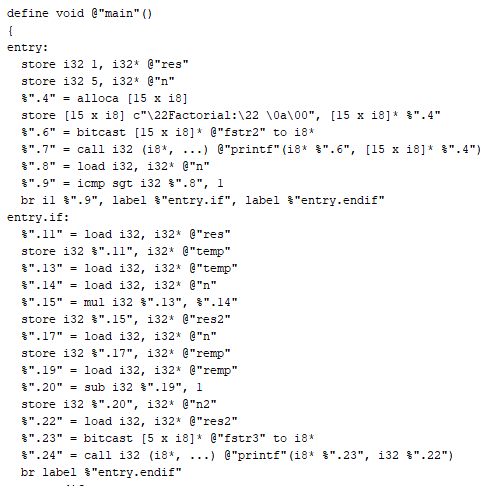 define void @"main"()
{
entry:
  store i32 1, i32* @"res"
  store i32 5, i32* @"n"
  %".4" = alloca [15 x i8]
  store [15 x i8] c"\22Factorial:\22 \0a\00", [15 x i8]* %".4"
  %".6" = bitcast [15 x i8]* @"fstr2" to i8*
  %".7" = call i32 (i8*, ...) @"printf"(i8* %".6", [15 x i8]* %".4")
  %".8" = load i32, i32* @"n"
  %".9" = icmp sgt i32 %".8", 1
  br i1 %".9", label %"entry.if", label %"entry.endif"
entry.if:
  %".11" = load i32, i32* @"res"
  store i32 %".11", i32* @"temp"
  %".13" = load i32, i32* @"temp"
  %".14" = load i32, i32* @"n"
  %".15" = mul i32 %".13", %".14"
  store i32 %".15", i32* @"res2"
  %".17" = load i32, i32* @"n"
  store i32 %".17", i32* @"remp"
  %".19" = load i32, i32* @"remp"
  %".20" = sub i32 %".19", 1
  store i32 %".20", i32* @"n2"
  %".22" = load i32, i32* @"res2"
  %".23" = bitcast [5 x i8]* @"fstr3" to i8*
  %".24" = call i32 (i8*, ...) @"printf"(i8* %".23", i32 %".22")
  br label %"entry.endif"